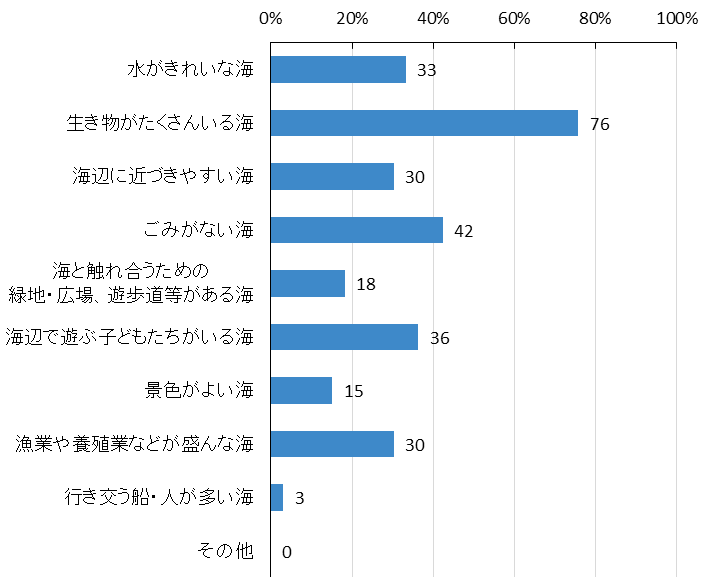 0% 20% 40% 60% 80% 100%
水がきれいな海 33
生き物がたくさんいる海 76
海辺に近づきやすい海 30
ごみがない海 42
海と触れ合うための
緑地・広場、遊歩道等がある海 18
海辺で遊ぶ子どもたちがいる海 36
景色がよい海 15
漁業や養殖業などが盛んな海 30
行き交う船・人が多い海 3
その他 0